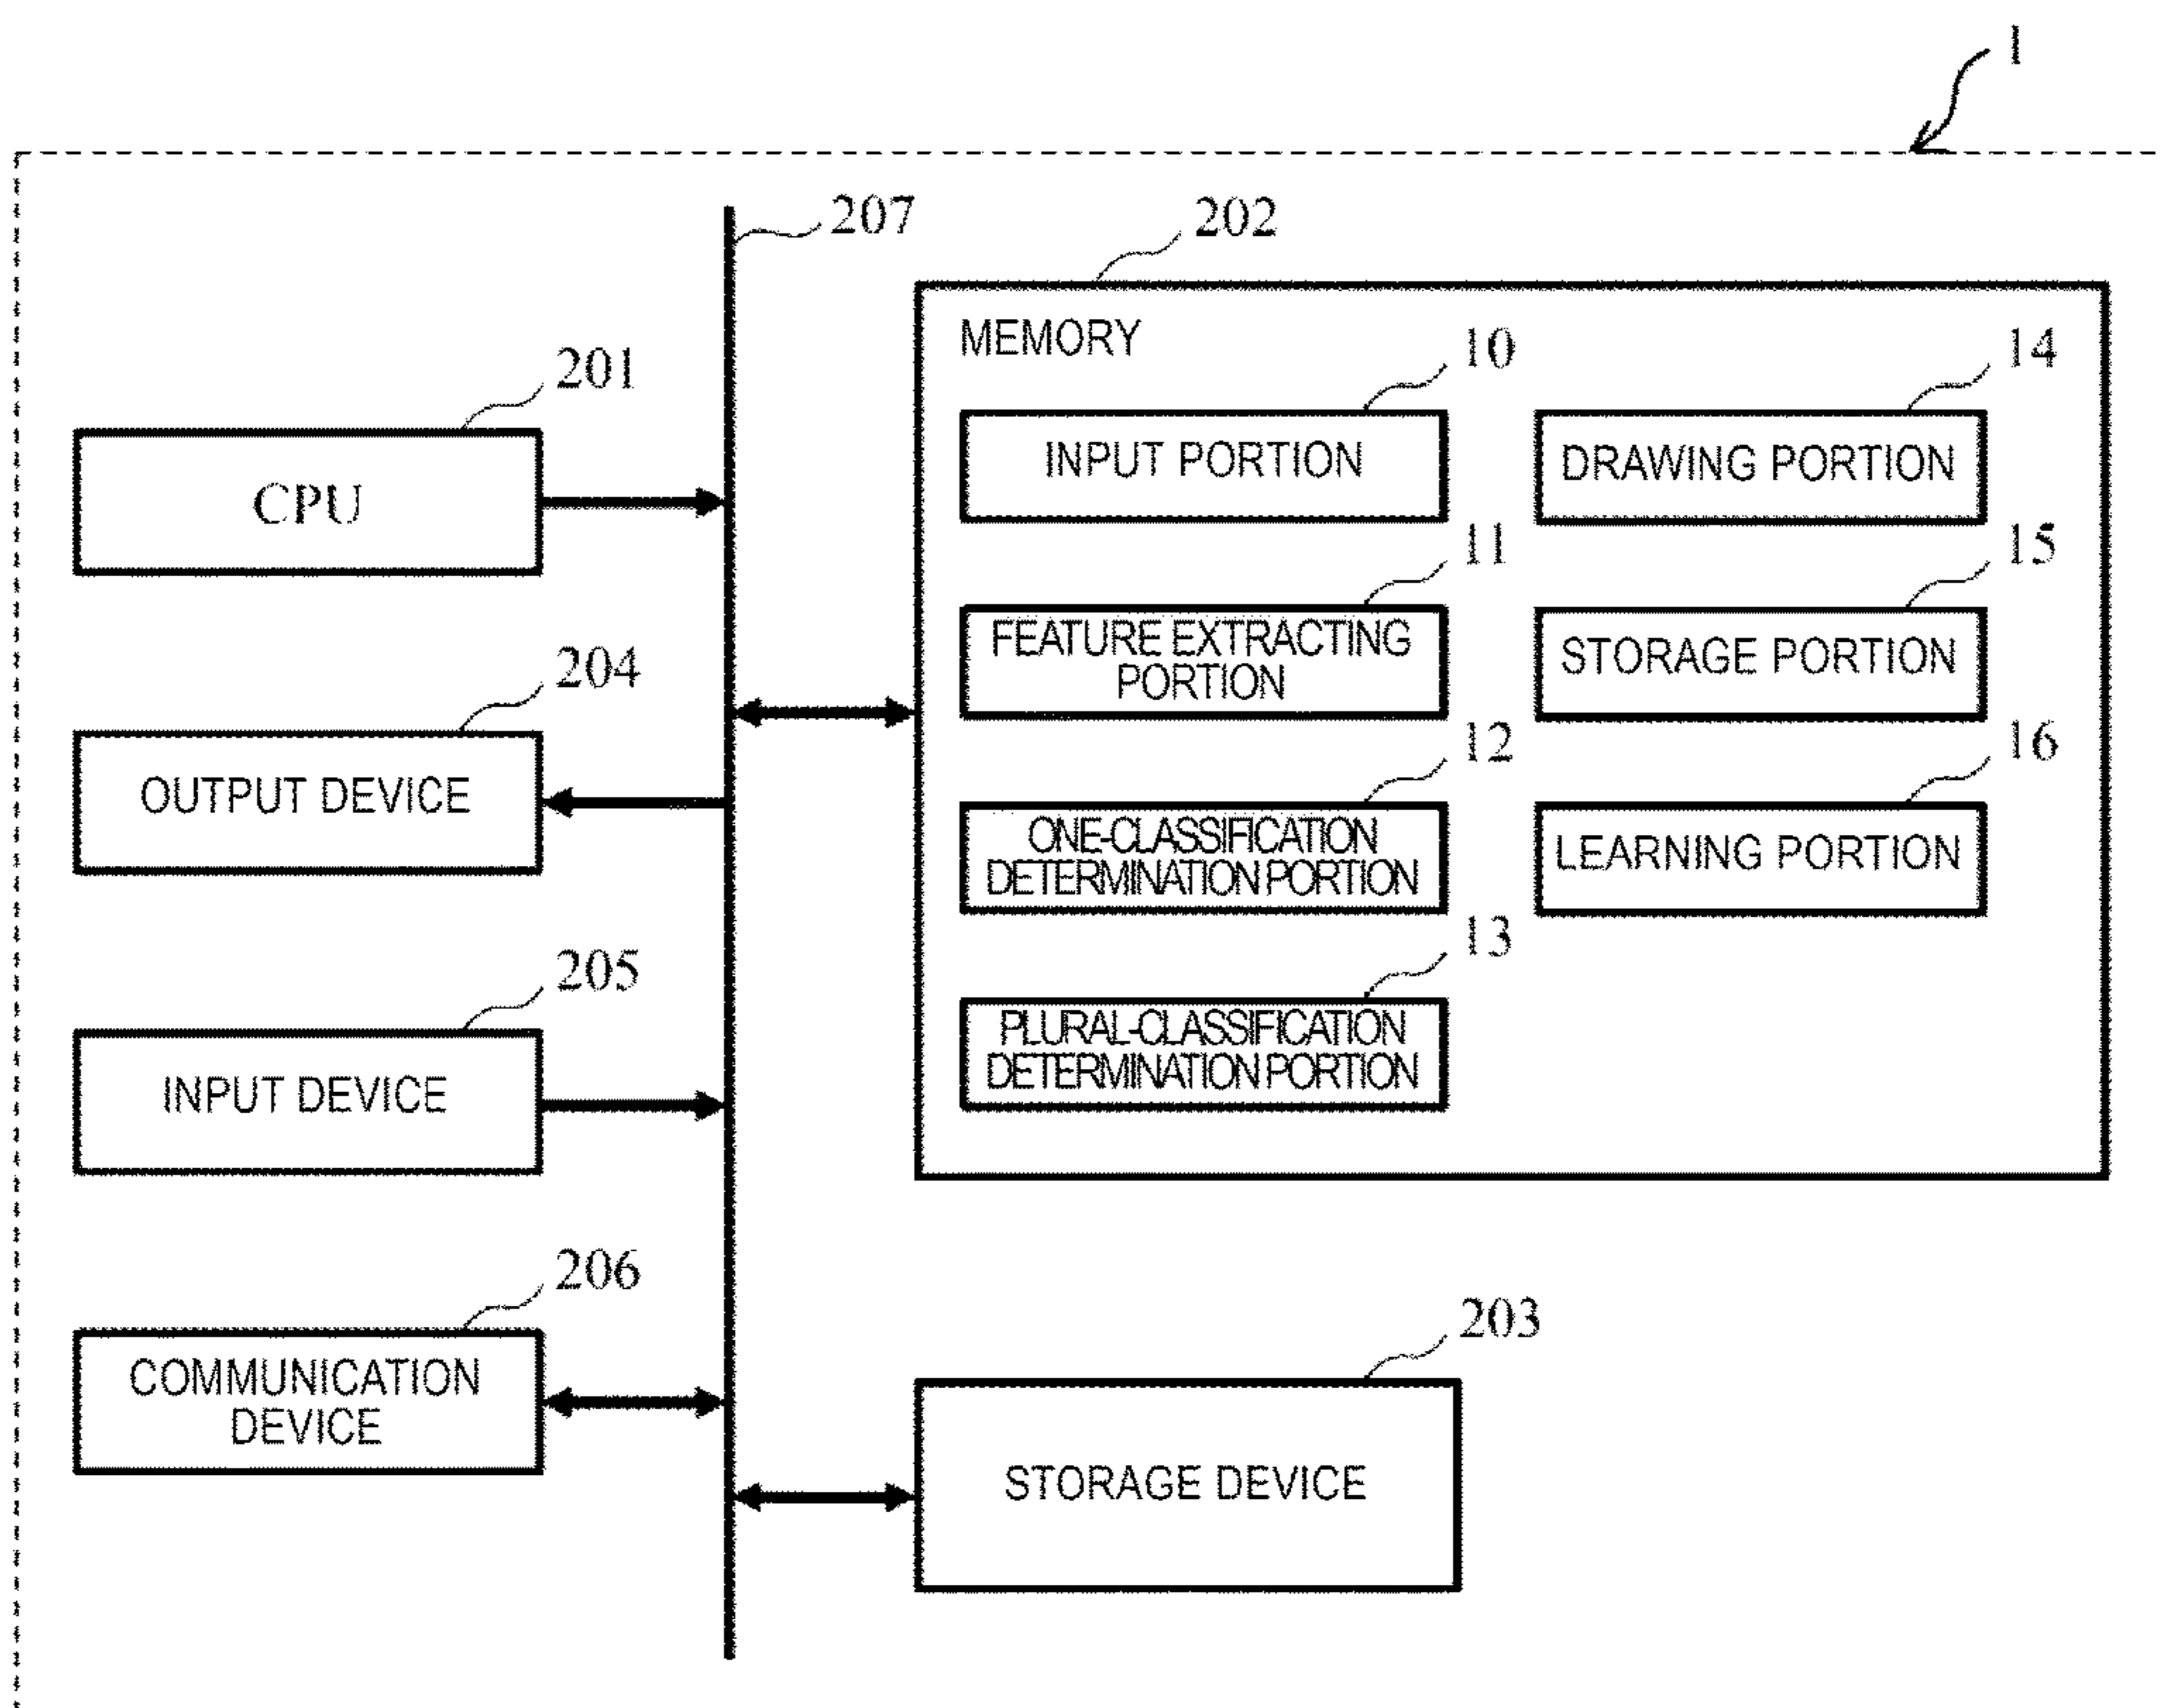 1
207
202
MEMORY
201
CPU
10
INPUT PORTION
14
DRAWING PORTION
11
FEATURE EXTRACTING
PORTION
15
STORAGE PORTION
204
OUTPUT DEVICE
12
ONE-CLASSIFICATION
DETERMINATION PORTION
16
LEARNING PORTION
13
PLURAL-CLASSIFICATION
DETERMINATION PORTION
205
INPUT DEVICE
206
COMMUNICATION
DEVICE
203
STORAGE DEVICE